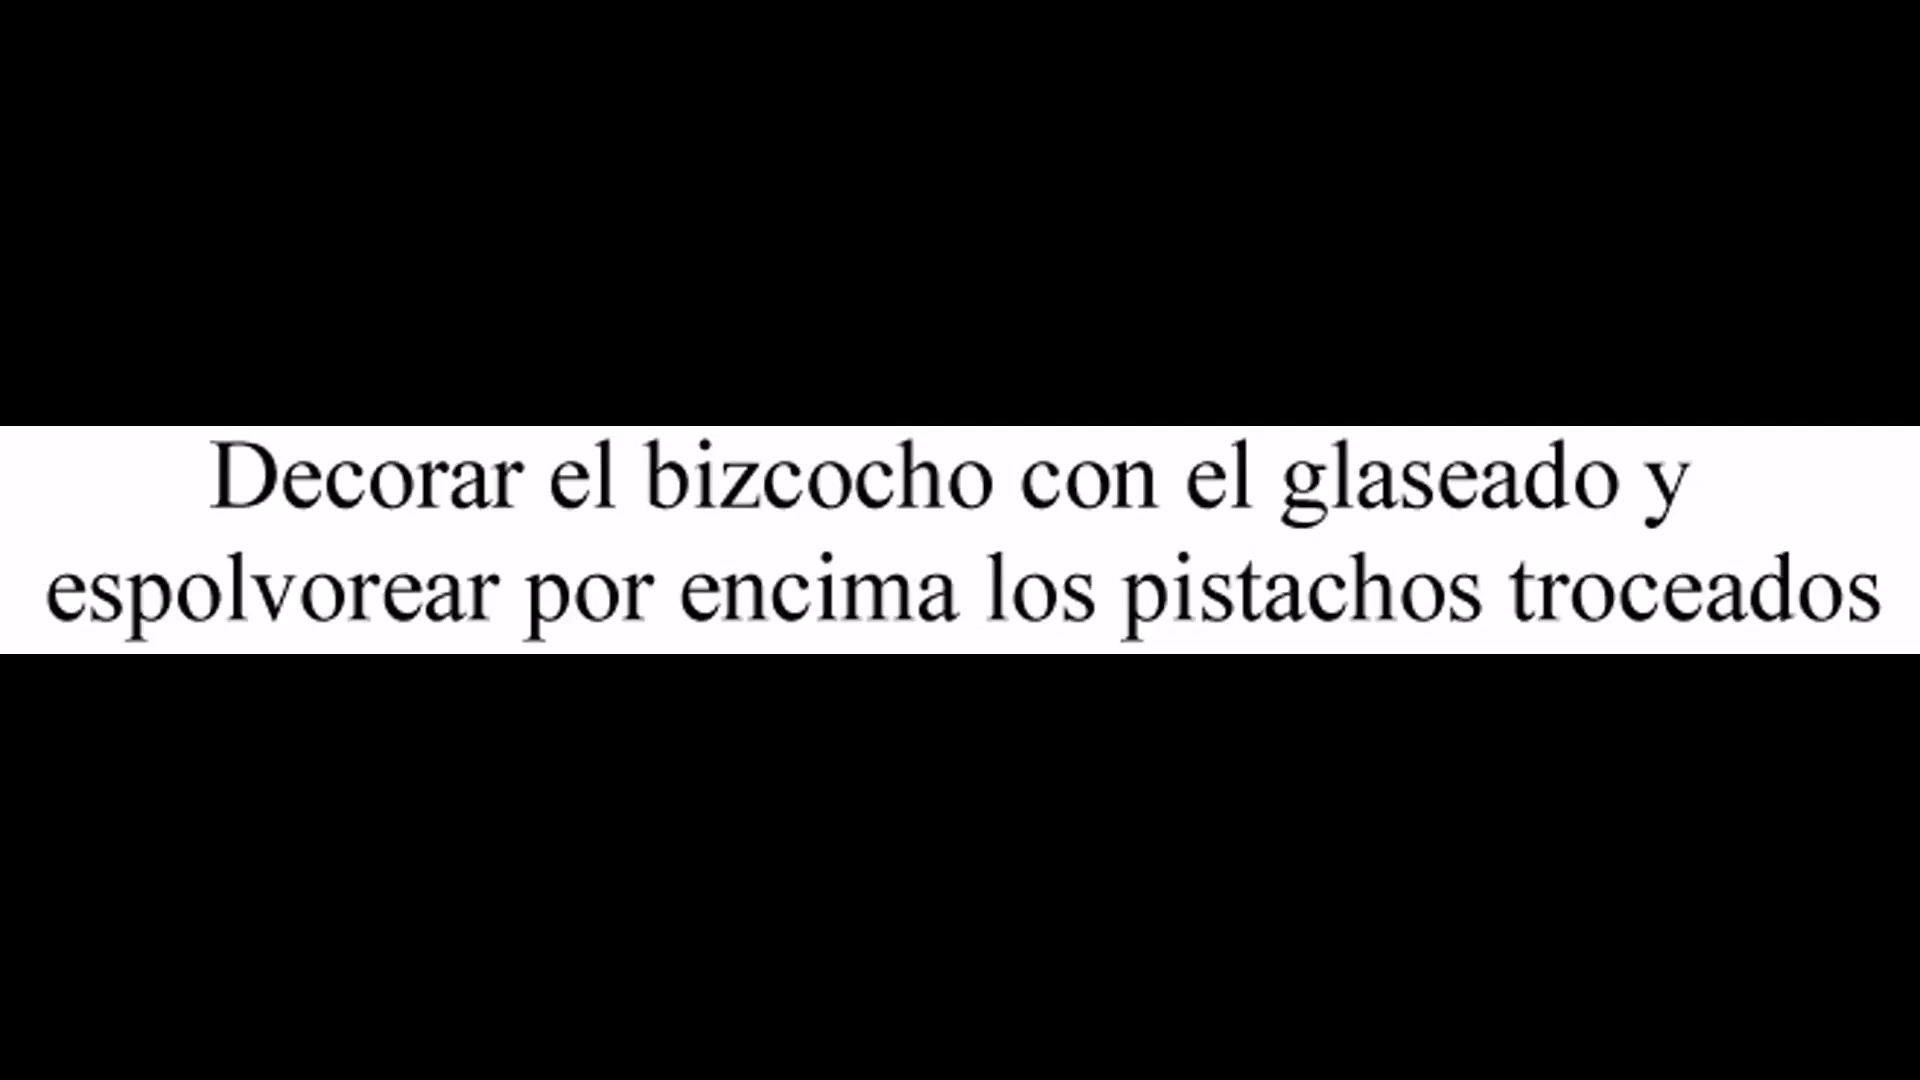 Decorar el bizcocho con el glaseado y
espolvorear por encima los pistachos troceados